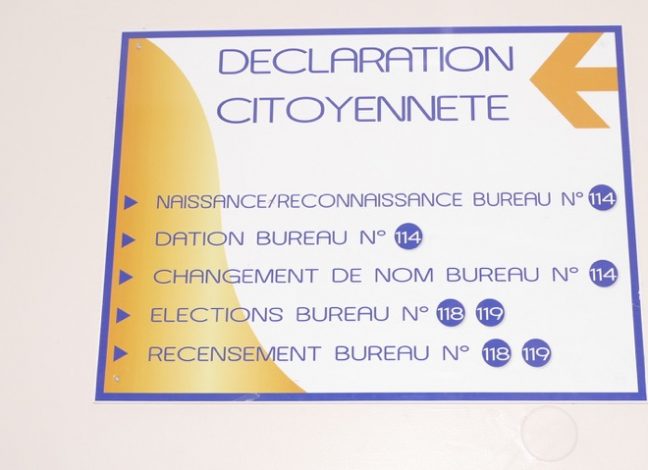 DECLARATION
CITOYENNETE
NAISSANCE/RECONNAISSANCE BUREAU N° 114
DATION BUREAU N° 114
CHANGEMENT DE NOM BUREAU N° 114
ELECTIONS BUREAU N° 118 119
RECENSEMENT BUREAU N° 118 119